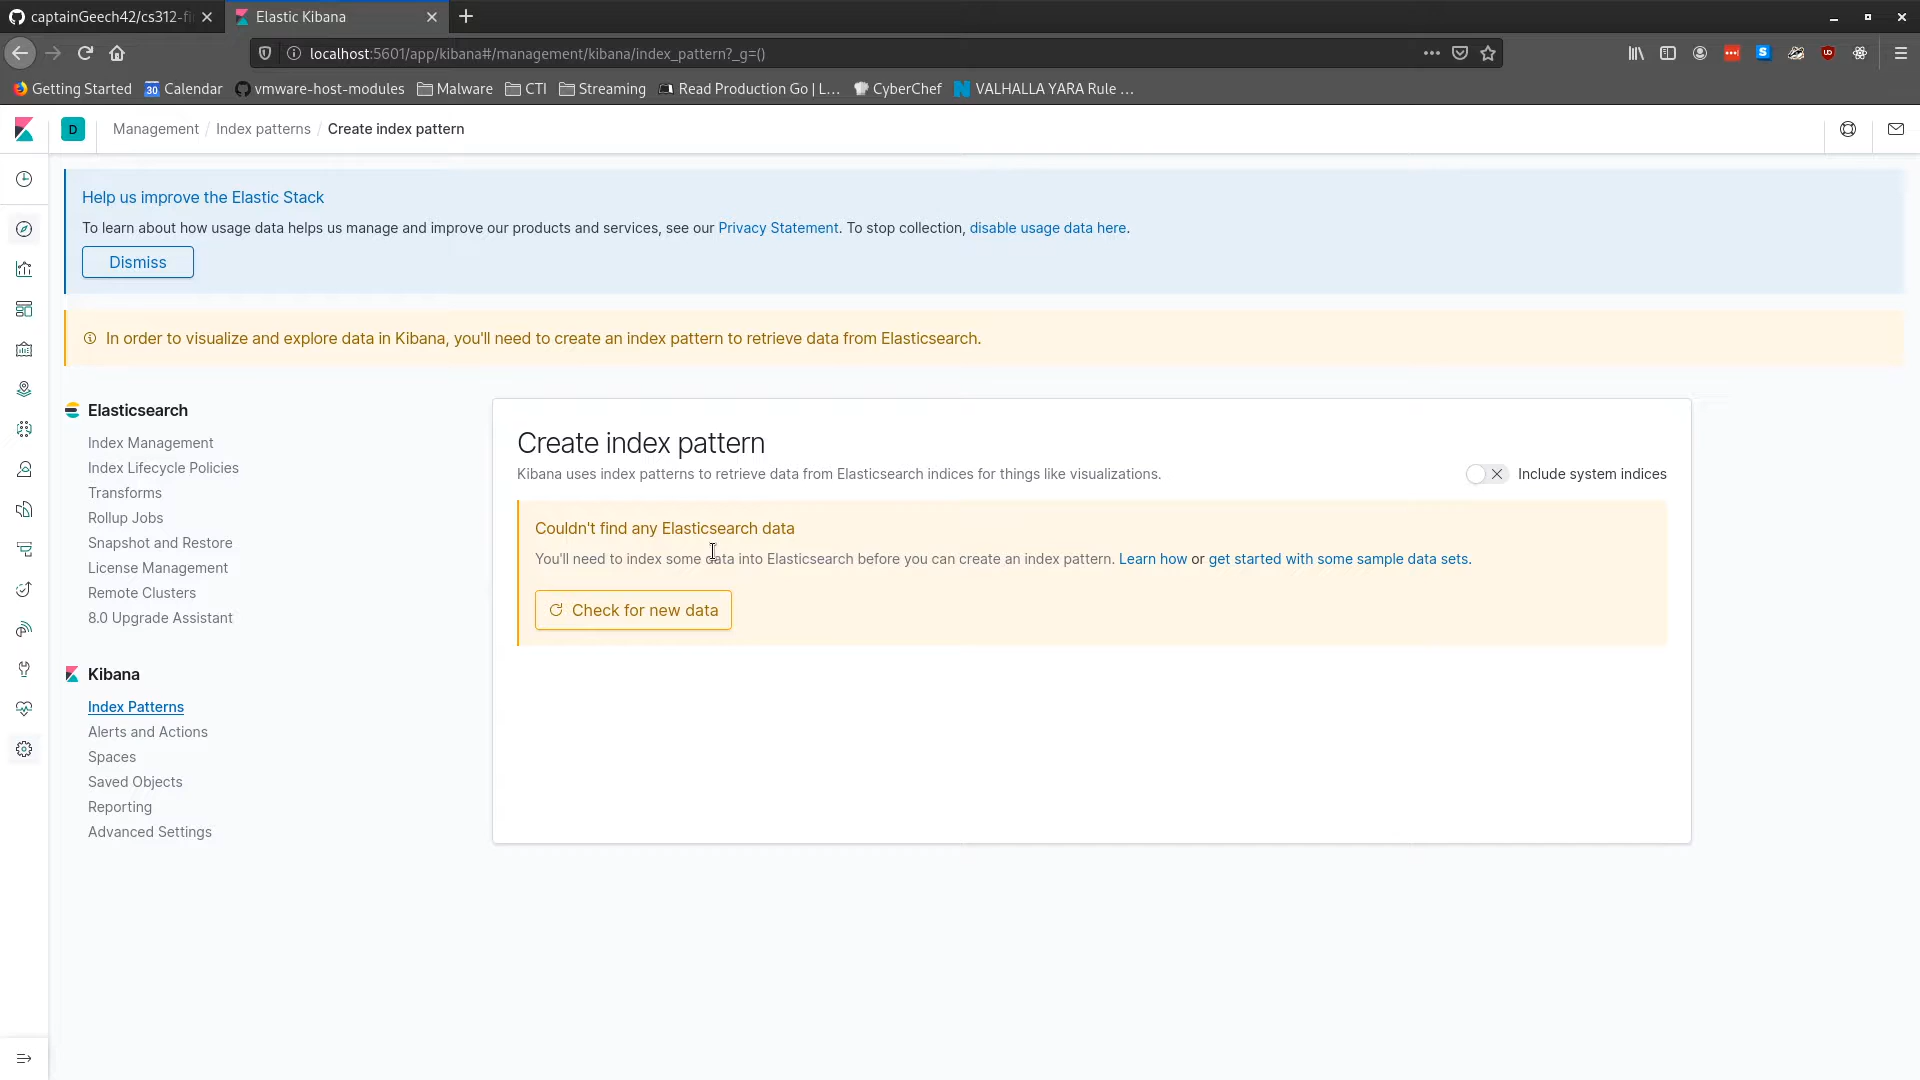 captainGeech42/cs312-fi
Elastic Kibana
localhost:5601/app/kibana#/management/kibana/index_pattern?_g=()
Getting Started
30 Calendar
vmware-host-modules
Malware
CTI
Streaming
Read Production Go | L...
CyberChef
VALHALLA YARA Rule ...
D
Management / Index patterns / Create index pattern
Help us improve the Elastic Stack
To learn about how usage data helps us manage and improve our products and services, see our Privacy Statement. To stop collection, disable usage data here.
Dismiss
In order to visualize and explore data in Kibana, you'll need to create an index pattern to retrieve data from Elasticsearch.
Elasticsearch
Index Management
Index Lifecycle Policies
Transforms
Rollup Jobs
Snapshot and Restore
License Management
Remote Clusters
8.0 Upgrade Assistant
Kibana
Index Patterns
Alerts and Actions
Spaces
Saved Objects
Reporting
Advanced Settings
Create index pattern
Kibana uses index patterns to retrieve data from Elasticsearch indices for things like visualizations.
Include system indices
Couldn't find any Elasticsearch data
You'll need to index some data into Elasticsearch before you can create an index pattern. Learn how or get started with some sample data sets.
Check for new data